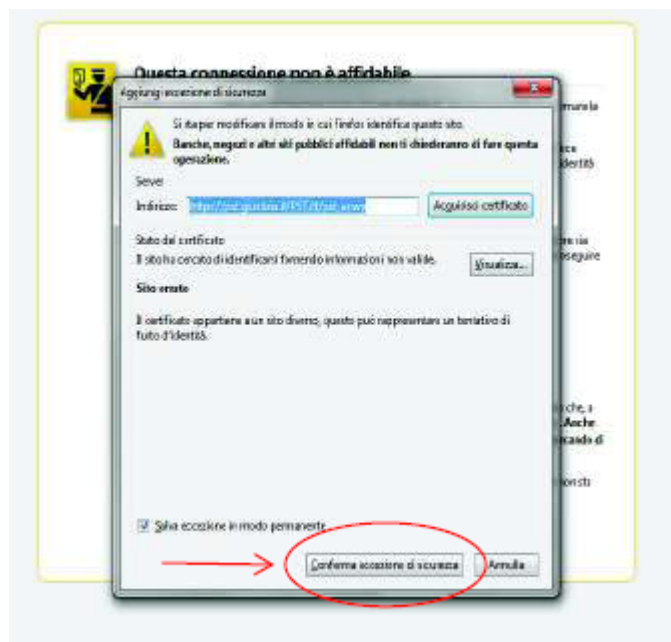 Questa connessione non è affidabile
Aggiungi eccezione di sicurezza
Si sta per modificare il modo in cui Firefox identifica questo sito.
Banche, negozi e altri siti pubblici affidabili non ti chiederanno di fare questa
operazione.
Server
Indirizzo:
Acquisisci certificato
Stato del certificato
Il sito ha cercato di identificarsi fornendo informazioni non valide.
Visualizza...
Sito errato
Il certificato appartiene a un sito diverso, questo può rappresentare un tentativo di
furto d'identità.
Salva eccezione in modo permanente
Conferma eccezione di sicurezza
Annulla